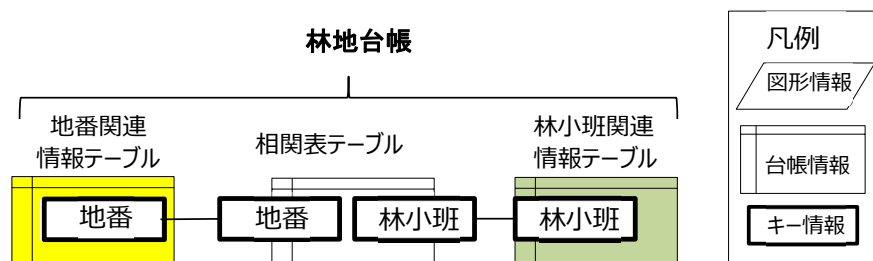 林地台帳
地番関連
情報テーブル
相関表テーブル
林小班関連
情報テーブル
地番
地番
林小班
林小班
凡例
図形情報
台帳情報
キー情報